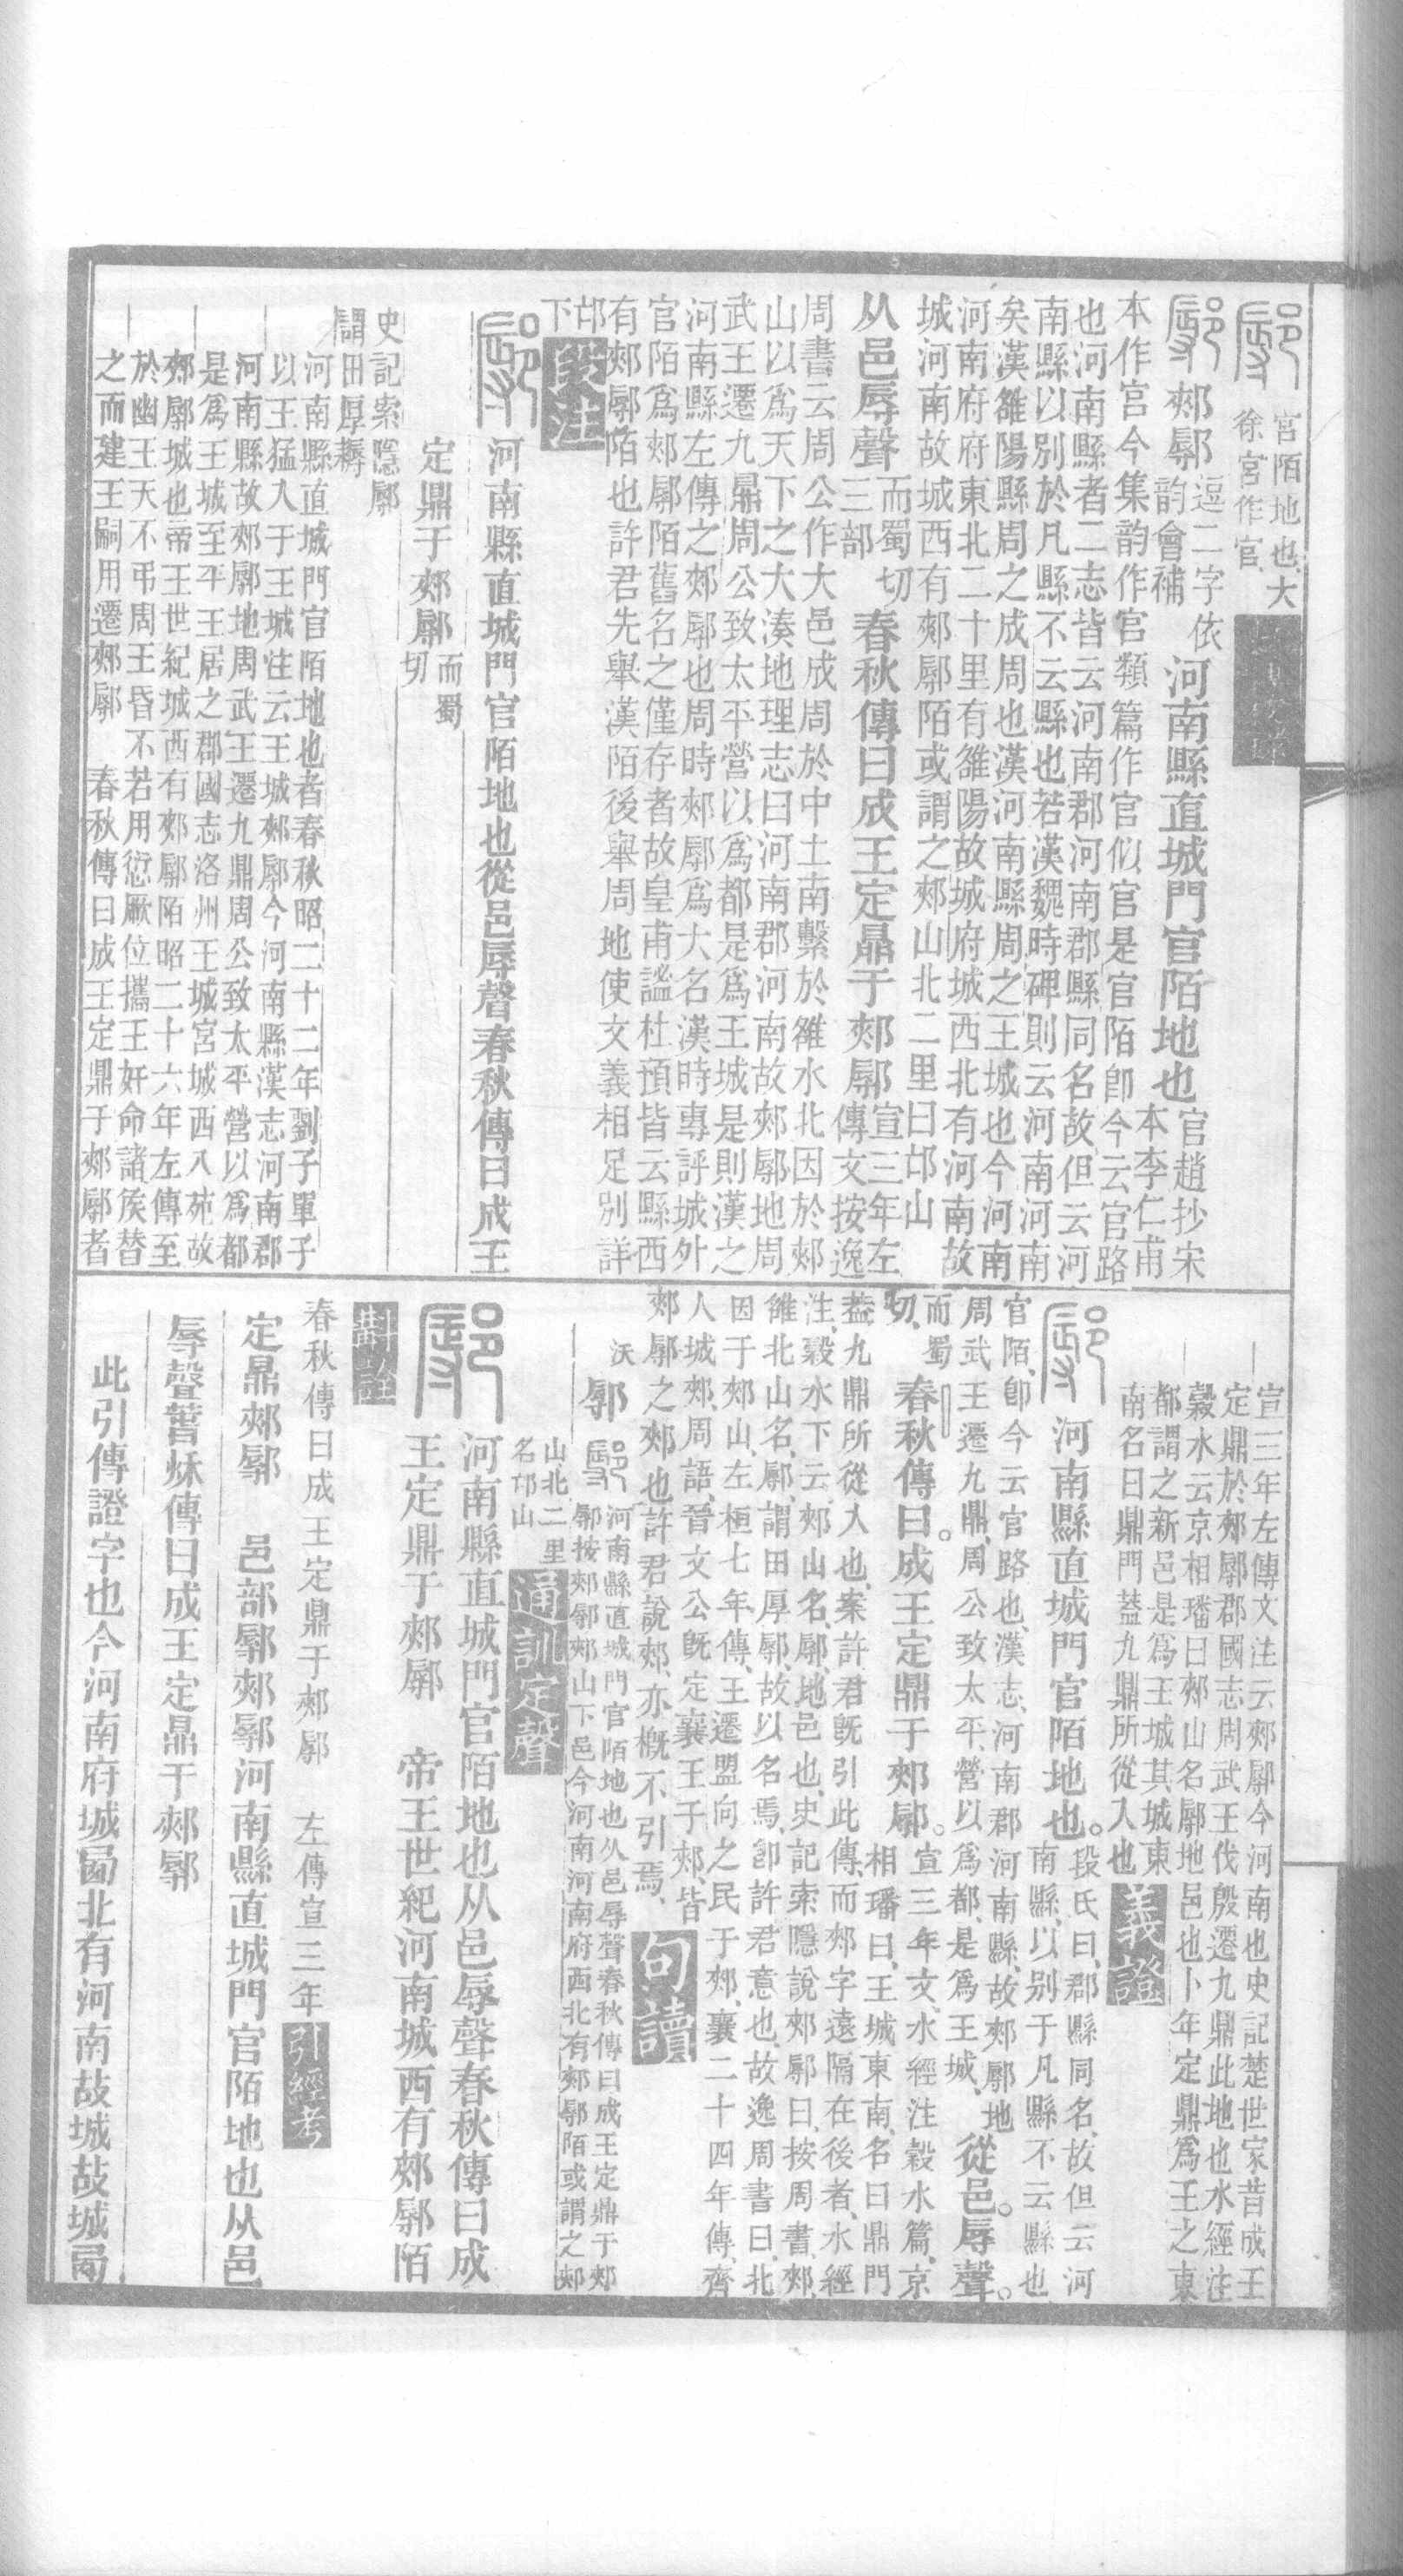 宮陌地也、大
徐宮作官、
鄏 郟鄏逗二字依
韵會補河南縣直城門官陌地也官趙抄宋
本李仁甫
本作宫今集韵作宫類篇作官似官是官陌卽今云官路
也河南縣者二志皆云河南郡河南郡縣同名故但云河
南縣以別於凡縣不云縣也若漢魏時碑則云河南河南
矣漢雒陽縣周之成周也漢河南縣周之王城也今河南
河南府府東北二十里有雒陽故城府城西北有河南故
城河南故城西有郟鄏陌或謂之郟山北二里曰邙山
从邑辱聲而蜀切
三部春秋傳曰成王定鼎于郟鄏宣三年左
傳文按逸
周書云周公作大邑成周於中土南繫於雒水北因於郟
山以爲天下之大湊地理志曰河南郡河南故郟鄏地周
武王遷九鼎周公致太平營以爲都是爲王城是則漢之
河南縣左傳之郟鄏也周時郟鄏爲大名漢時專評城外
官陌爲郟鄏陌舊名之僅存者故皇甫謐杜預皆云縣西
有郟鄏陌也許君先舉漢陌後舉周地使文義相足別詳
邙
下段注
河南縣直城門官陌地也從邑辱聲春秋傳曰成王
定鼎于郟鄏而蜀
切
史記索隱鄏
謂田厚耨
河南縣直城門官陌地也者春秋昭二十二年劉子單子
以王猛入于王城注云王城郟鄏今河南縣漢志河南郡
河南縣故郟鄏地周武王遷九鼎周公致太平營以爲都
是爲王城至平王居之郡國志洛州王城宮城西入苑故
郟鄏城也帝王世紀城西有郟鄏陌昭二十六年左傳至
於幽王天不弔周王昏不若用愆厥位攜王奸命諸侯替
之而建王嗣用遷郟鄏 春秋傳曰成王定鼎于郟鄏者
宣三年左傳文注云郟鄏今河南也史記楚世家昔成王
定鼎於郟鄏郡國志周武王伐殷遷九鼎此地也水經注
穀水云京相璠曰郟山名鄏地邑也卜年定鼎爲王之東
都謂之新邑是爲王城其城東
南名曰鼎門蓋九鼎所從入也義證
河南縣直城門官陌地也。段氏曰、郡縣同名、故但云河
南縣、以別于凡縣不云縣也
官陌、卽今云官路也、漢志、河南郡河南縣、故郟鄏地
周武王遷九鼎、周公致太平、營以爲都、是爲王城、從邑。辱聲。
而蜀
切、春秋傳曰。成王定鼎于郟鄏。宣三年文、水經注穀水篇、京
相璠曰、王城東南、名曰鼎門
蓋九鼎所從入也、案許君旣引此傳、而郟字遠隔在後者、水經
注、穀水下云、郟山名、鄏、地邑也、史記索隱說郟鄏曰、按周書、郟、
雒北山名、鄏、謂田厚鄏、故以名焉、卽許君意也、故逸周書曰、北
因于郟山、左桓七年傳、王遷盟向之民于郟、襄二十四年傳、齊
人城郟、周語、晉文公旣定襄王于郟、皆
郟鄏之郟也、許君說郟、亦槪不引焉、句讀
沃 鄏 河南縣直城門官陌地也从邑辱聲春秋傳曰成王定鼎于郟
鄏按郟鄏郟山下邑今河南河南府西北有郟鄏陌或謂之郟
山北二里
名邙山通訓定聲
河南縣直城門官陌地也从邑辱聲春秋傳曰成
王定鼎于郟鄏 帝王世紀河南城西有郟鄏陌
斠詮
春秋傳曰成王定鼎于郟鄏 左傳宣三年引經考
定鼎郟鄏 邑部鄏郟鄏河南縣直城門官陌地也从邑
辱聲 傳曰成王定鼎于郟鄏
此引傳證字也今河南府城 北有河南故城故城